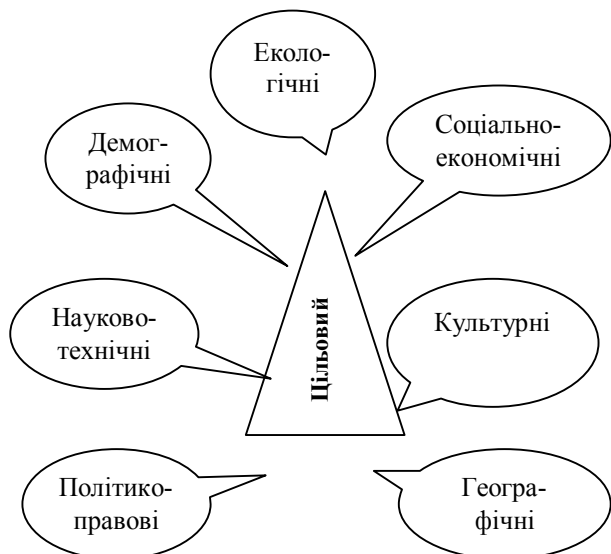 Еколо-
гічні
Соціально-
економічні
Демог-
рафічні
Цільовий
Науково-
технічні
Культурні
Політико-
правові
Геогра-
фічні